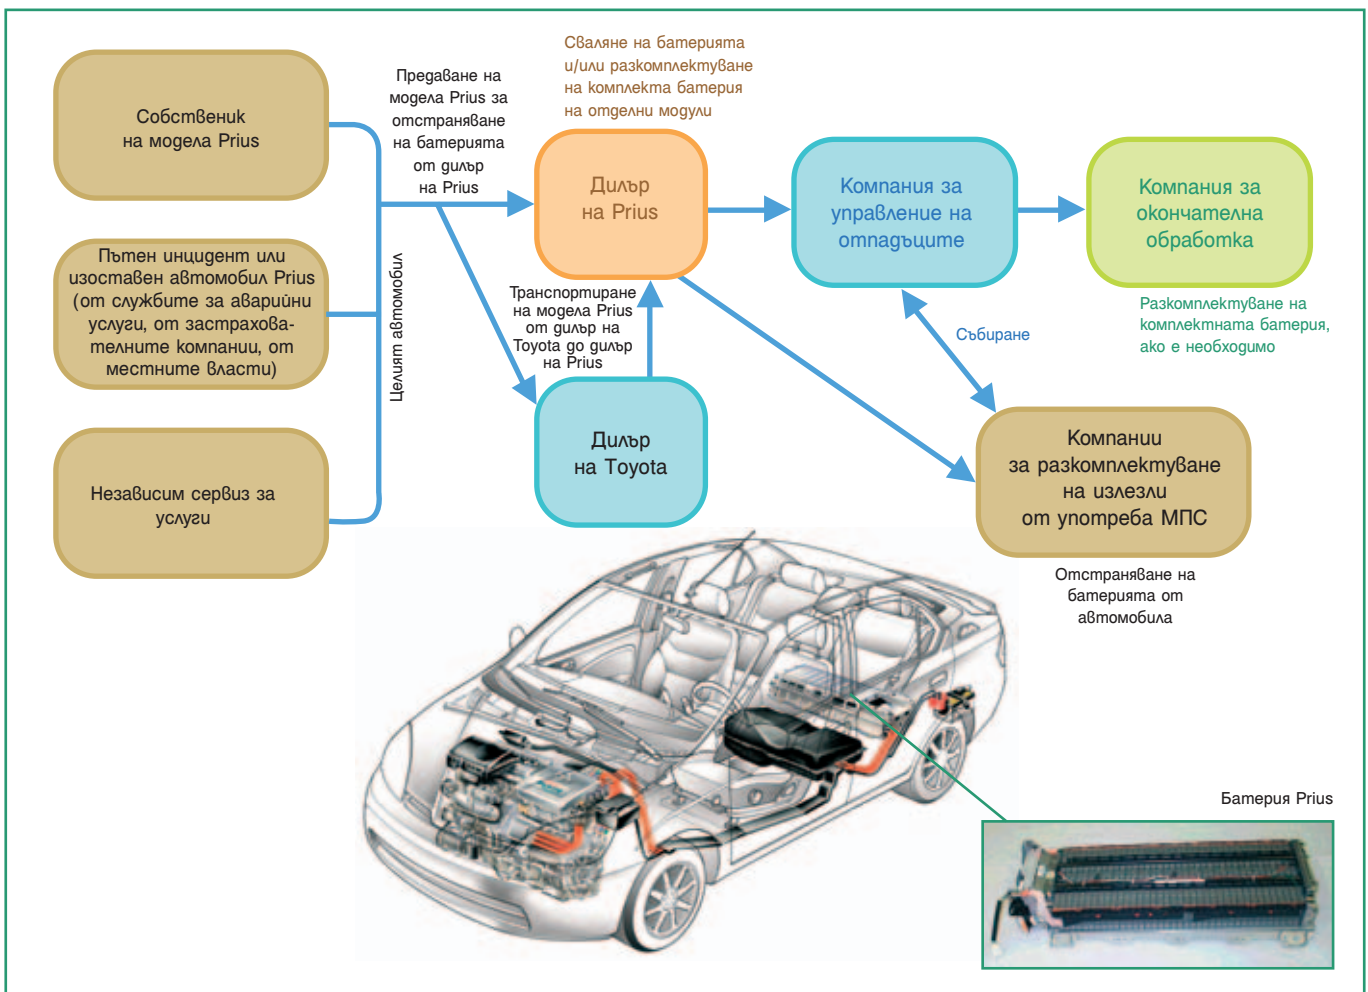 Собственик
на модела Prius
Пътен инцидент или
изоставен автомобил Prius
(от службите за аварийни
услуги, от застрахова-
телните компании, от
местните власти)
Независим сервиз за
услуги
Целият автомобил
Предаване на
модела Prius за
отстраняване
на батерията
от дилър
на Prius
Сваляне на батерията
и/или разкомплектуване
на комплекта батерия
на отделни модули
Дилър
на Prius
Транспортиране
на модела Prius
от дилър на
Toyota до дилър
на Prius
Дилър
на Toyota
Компания за
управление на
отпадъците
Компания за
окончателна
обработка
Разкомплектуване на
комплектната батерия,
ако е необходимо
Събиране
Компании
за разкомплектуване
на излезли
от употреба МПС
Отстраняване на
батерията от
автомобила
Батерия Prius